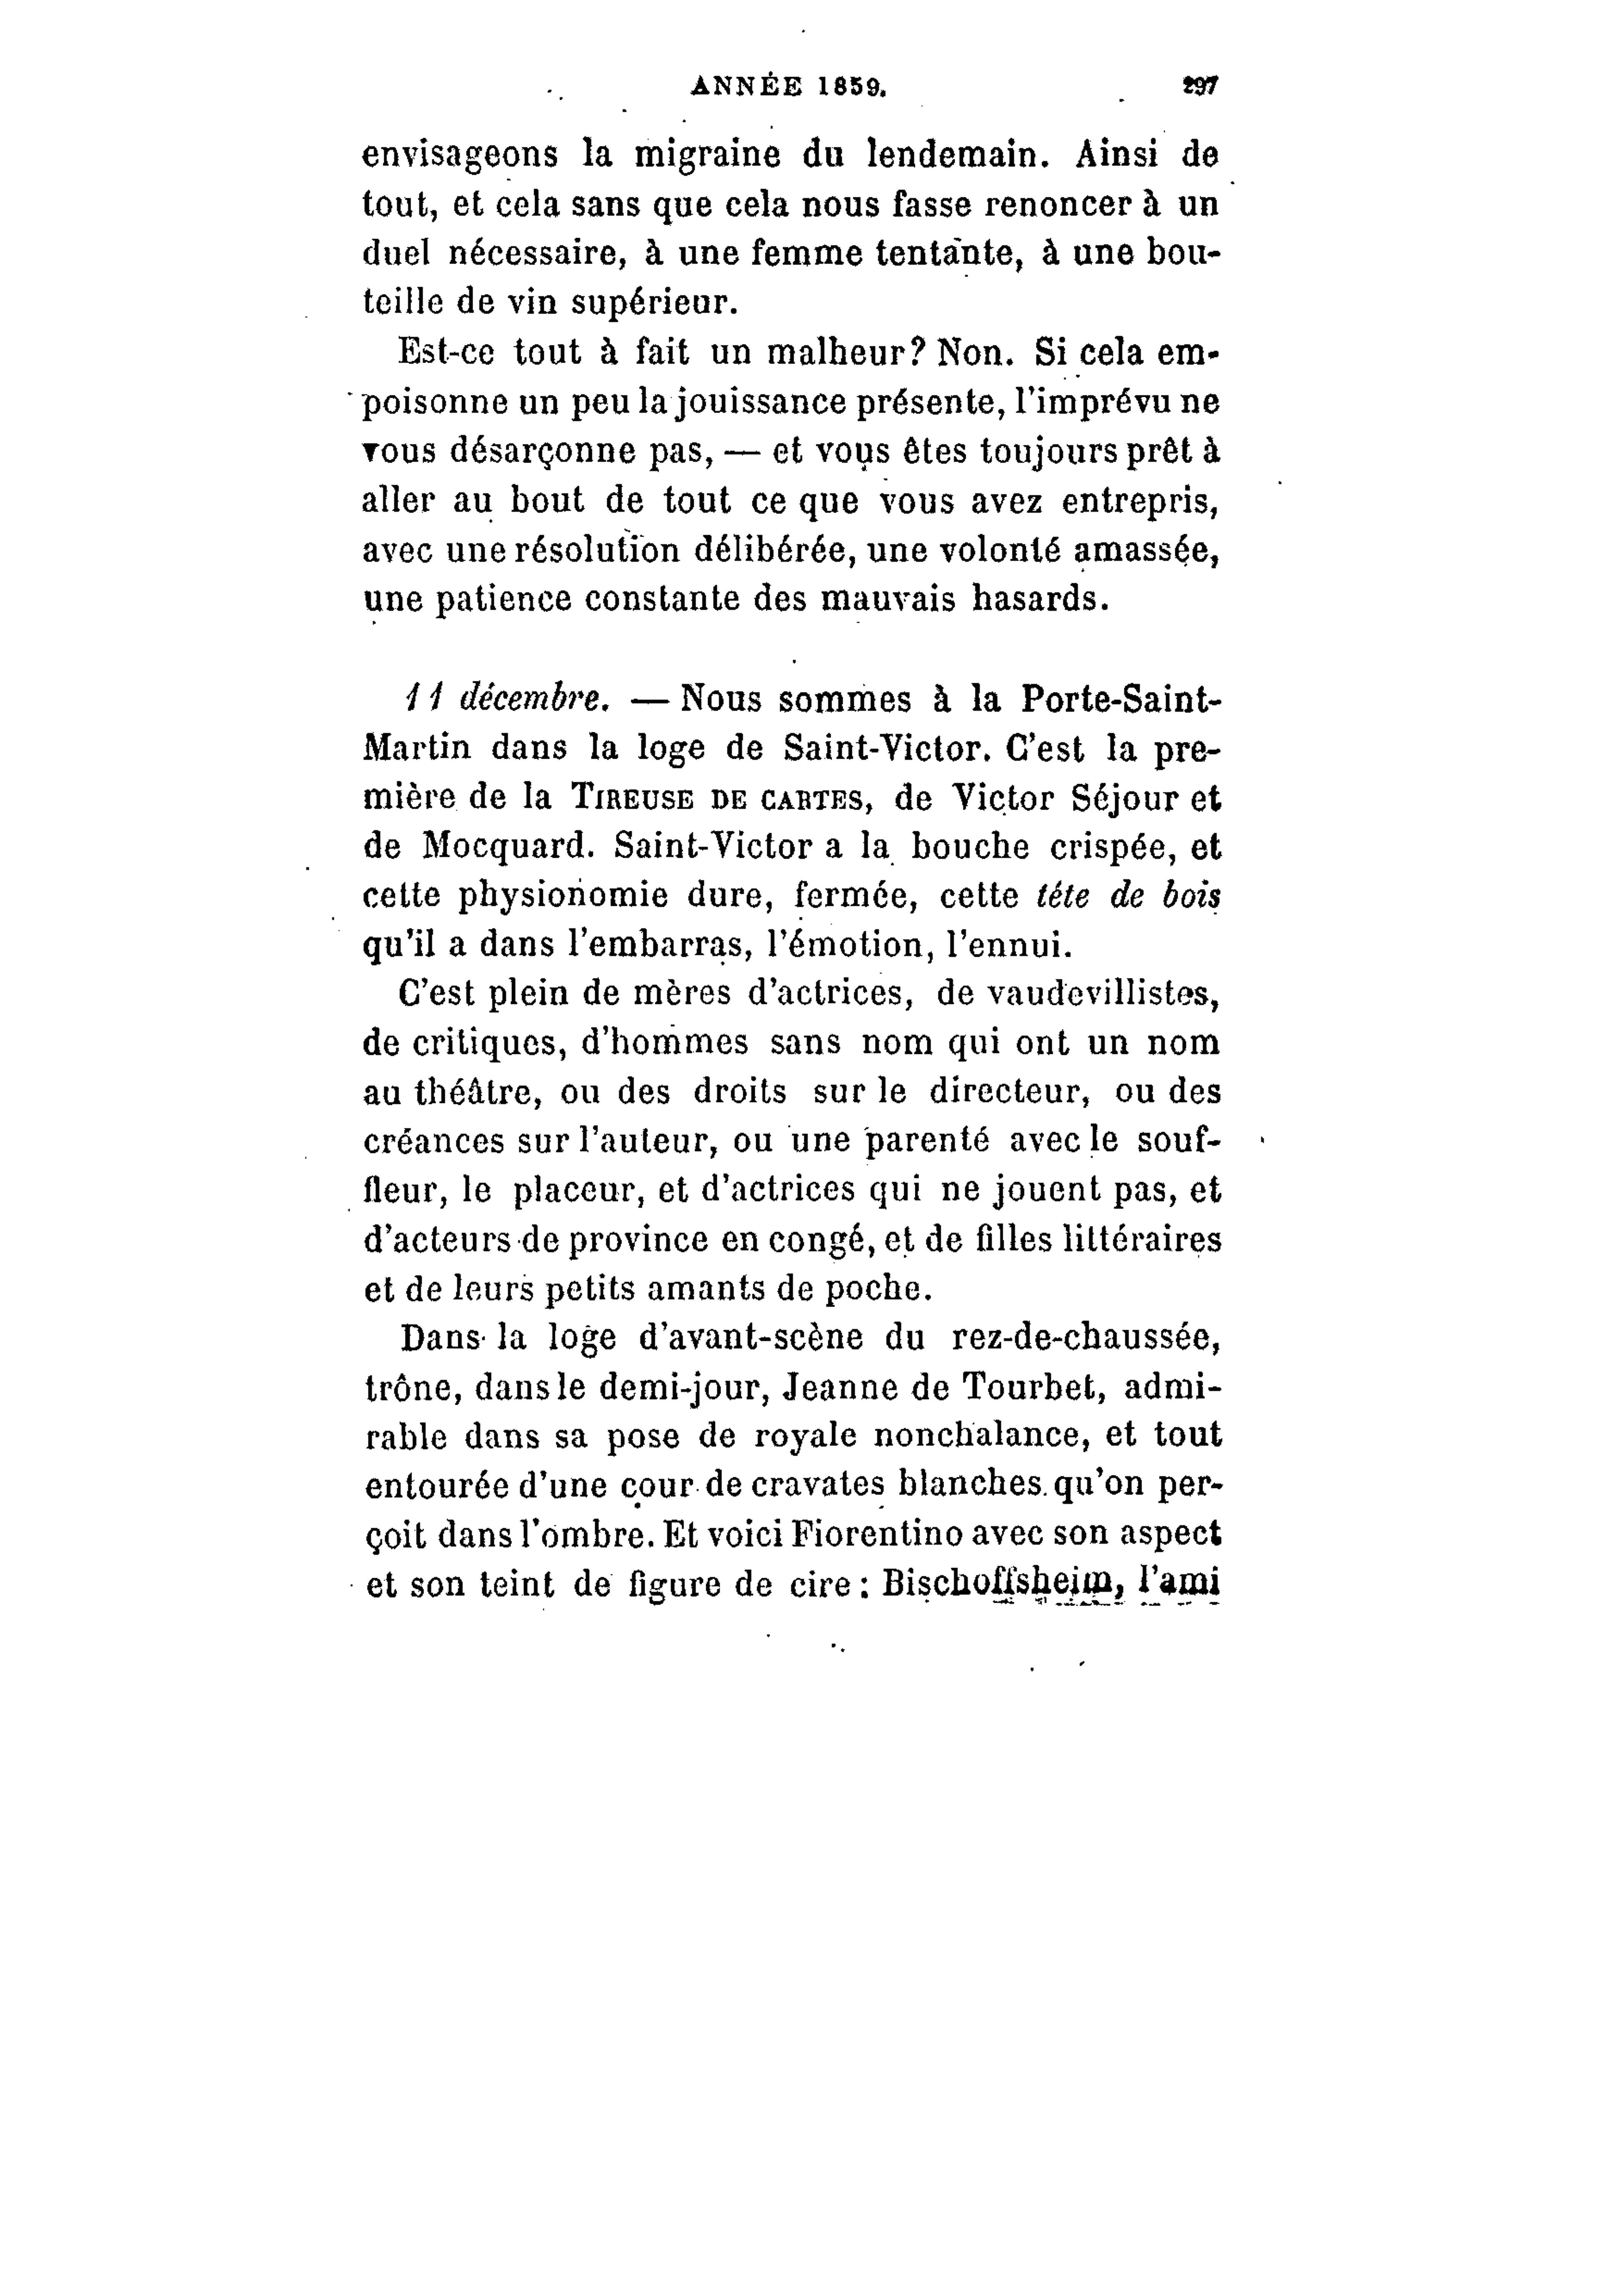 ANNÉE 1859. 297
envisageons la migraine du lendemain. Ainsi de
tout, et cela sans que cela nous fasse renoncer à un
duel nécessaire, à une femme tentante, à une bou-
teille de vin supérieur.
Est-ce tout à fait un malheur? Non. Si cela em-
poisonne un peu la jouissance présente, l'imprévu ne
vous désarçonne pas, — et vous êtes toujours prêt à
aller au bout de tout ce que vous avez entrepris,
avec une résolution délibérée, une volonté amassée,
une patience constante des mauvais hasards.
11 décembre. — Nous sommes à la Porte-Saint-
Martin dans la loge de Saint-Victor. C'est la pre-
mière de la TIREUSE DE CARTES, de Victor Séjour et
de Mocquard. Saint-Victor a la bouche crispée, et
cette physionomie dure, fermée, cette tête de bois
qu'il a dans l'embarras, l'émotion, l'ennui.
C'est plein de mères d'actrices, de vaudevillistes,
de critiques, d'hommes sans nom qui ont un nom
au théâtre, ou des droits sur le directeur, ou des
créances sur l'auteur, ou une parenté avec le souf-
fleur, le placeur, et d'actrices qui ne jouent pas, et
d'acteurs de province en congé, et de filles littéraires
et de leurs petits amants de poche.
Dans la loge d'avant-scène du rez-de-chaussée,
trône, dans le demi-jour, Jeanne de Tourbet, admi-
rable dans sa pose de royale nonchalance, et tout
entourée d'une cour de cravates blanches qu'on per-
çoit dans l'ombre. Et voici Fiorentino avec son aspect
et son teint de figure de cire : Bischoffsheim, l'ami